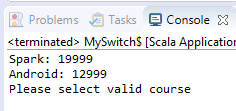 Problems Tasks Console
<terminated> MySwitch$ [Scala Application
Spark: 19999
Android: 12999
Please select valid course